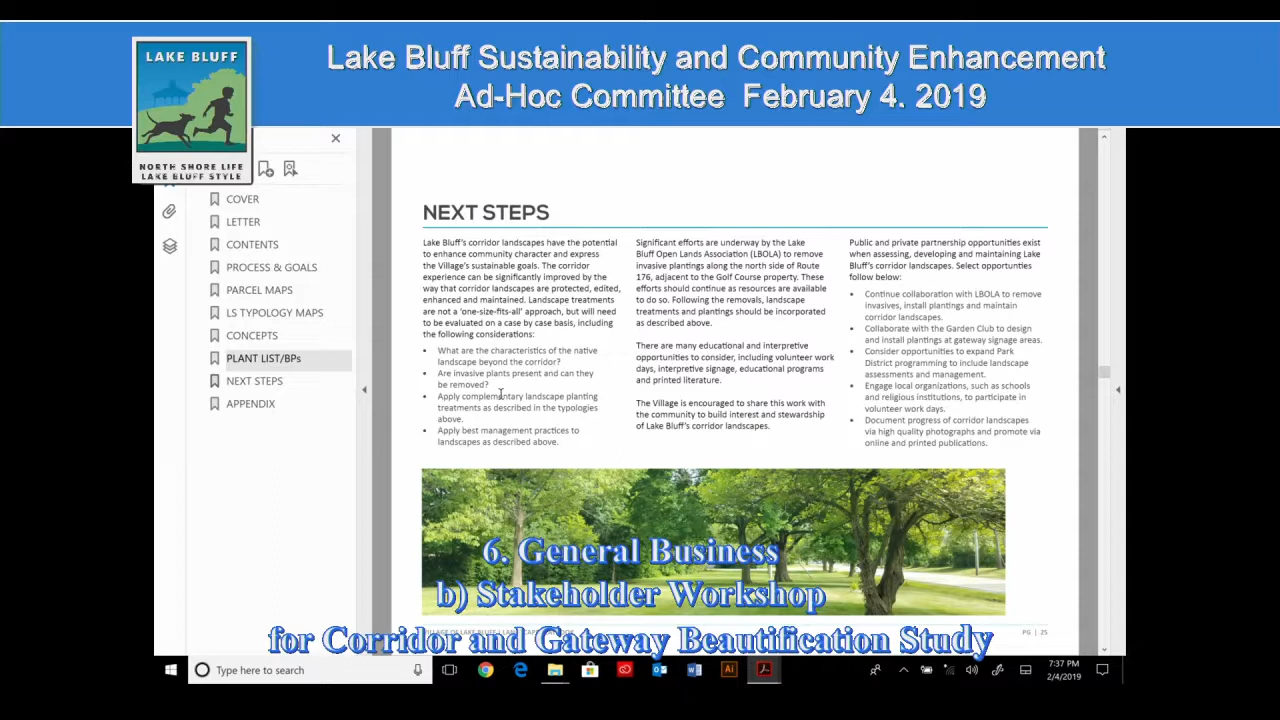 Lake Bluff Sustainability and Community Enhancement
Ad-Hoc Committee February 4. 2019
LAKE BLUFF
NORTH SHORE LIFE
LAKE BLUFF STYLE
COVER
LETTER
CONTENTS
PROCESS & GOALS
PARCEL MAPS
LS TYPOLOGY MAPS
CONCEPTS
PLANT LIST/BPs
NEXT STEPS
APPENDIX
NEXT STEPS
Lake Bluff's corridor landscapes have the potential
to enhance community character and express
the Village's sustainable goals. The corridor
experience can be significantly improved by the
way that corridor landscapes are protected, edited,
enhanced and maintained. Landscape treatments
are not a 'one-size-fits-all' approach, but will need
to be evaluated on a case by case basis, including
the following considerations:
• What are the characteristics of the native
landscape beyond the corridor?
• Are invasive plants present and can they
be removed?
• Apply complementary landscape planting
treatments as described in the typologies
above.
• Apply best management practices to
landscapes as described above.
Significant efforts are underway by the Lake
Bluff Open Lands Association (LBOLA) to remove
invasive plantings along the north side of Route
176, adjacent to the Golf Course property. These
efforts should continue as resources are available
to do so. Following the removals, landscape
treatments and plantings should be incorporated
as described above.
There are many educational and interpretive
opportunities to consider, including volunteer work
days, interpretive signage, educational programs
and printed literature.
The Village is encouraged to share this work with
the community to build interest and stewardship
of Lake Bluff's corridor landscapes.
Public and private partnership opportunities exist
when assessing, developing and maintaining Lake
Bluff's corridor landscapes. Select opportunties
follow below:
• Continue collaboration with LBOLA to remove
invasives, install plantings and maintain
corridor landscapes.
• Collaborate with the Garden Club to design
and install plantings at gateway signage areas.
• Consider opportunities to expand Park
District programming to include landscape
assessments and management.
• Engage local organizations, such as schools
and religious institutions, to participate in
volunteer work days.
• Document progress of corridor landscapes
via high quality photographs and promote via
online and printed publications.
6. General Business
b) Stakeholder Workshop
for Corridor and Gateway Beautification Study
PG | 25
Type here to search
7:37 PM
2/4/2019